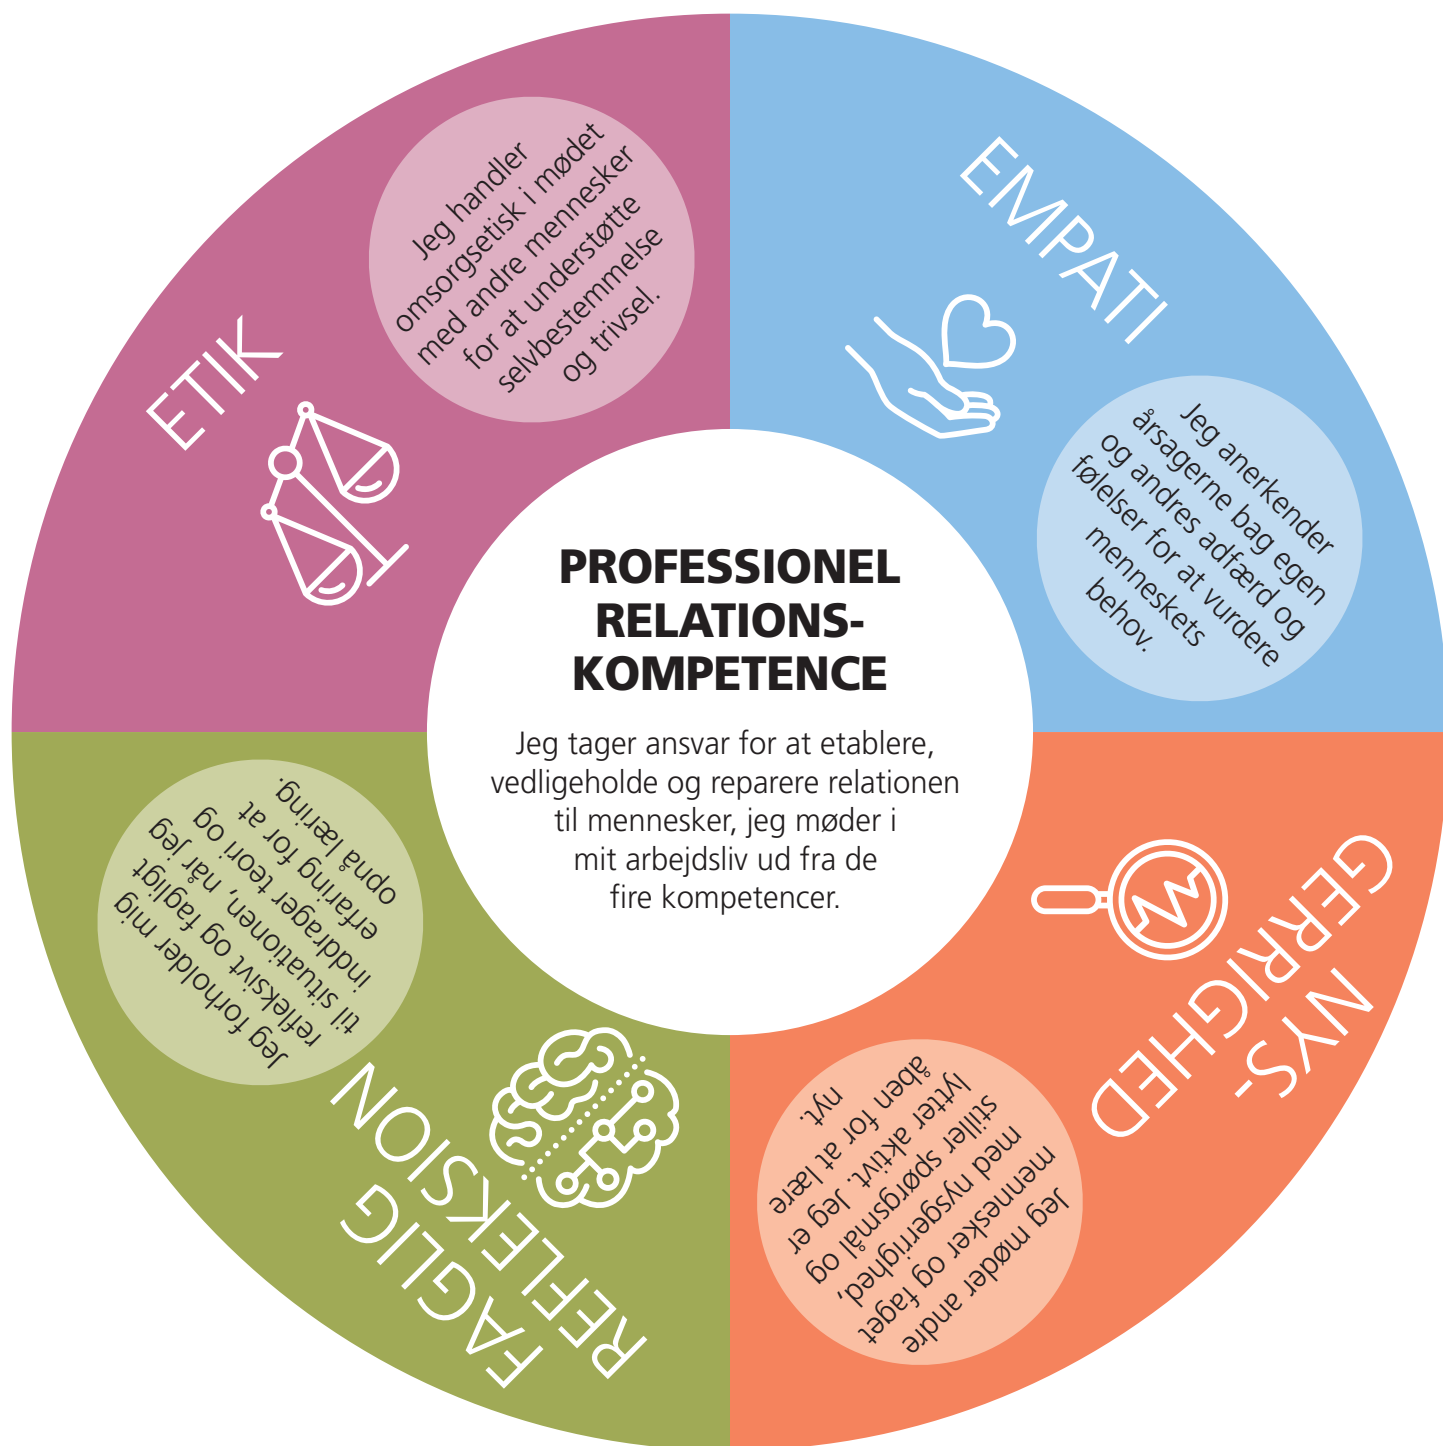 ETIK
Jeg handler
omsorgsetisk i mødet
med andre mennesker
for at understøtte
selvbestemmelse
og trivsel.
EMPATI
Jeg anerkender
årsagerne bag egen
og andres adfærd og
følelser for at vurdere
menneskets
behov.
PROFESSIONEL
RELATIONS-
KOMPETENCE
Jeg tager ansvar for at etablere,
vedligeholde og reparere relationen
til mennesker, jeg møder i
mit arbejdsliv ud fra de
fire kompetencer.
NYS-
GERRIGHED
Jeg møder andre
mennesker og faget
med nysgerrighed,
stiller spørgsmål og
lytter aktivt. Jeg er
åben for at lære
nyt.
FAGLIG
REFLEKSION
Jeg forholder mig
refleksivt og fagligt
til situationen, når jeg
inddrager teori og
erfaring for at
opnå læring.